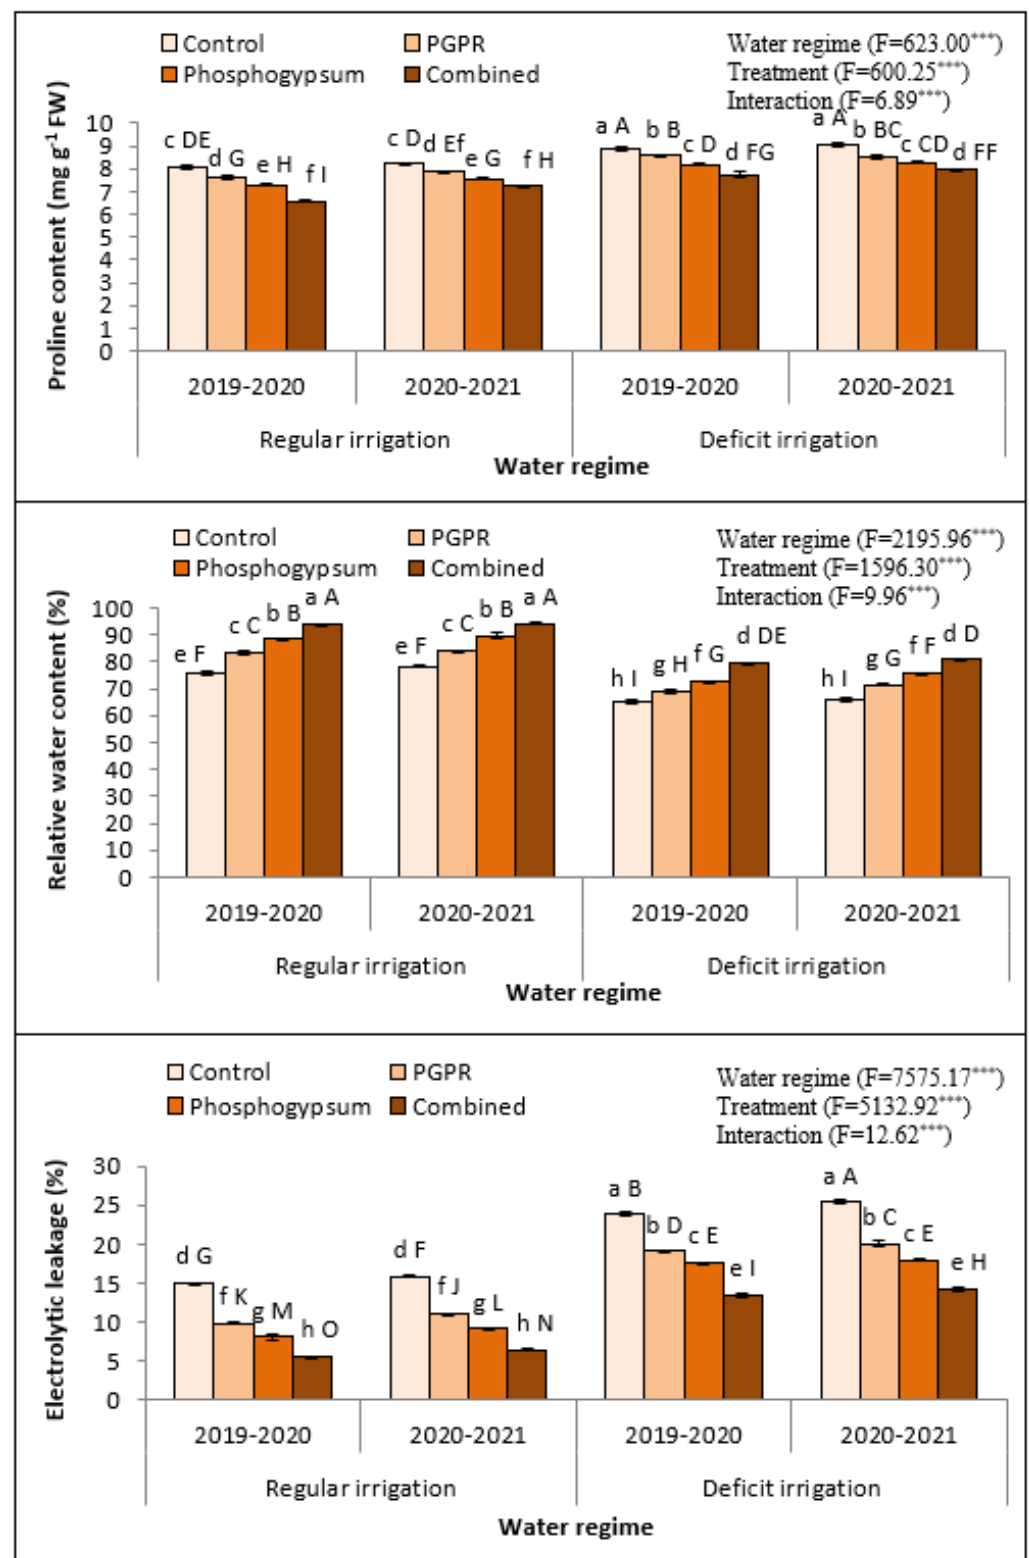 Control PGPR
Phosphogypsum Combined
Water regime (F=623.00***)
Treatment (F=600.25***)
Interaction (F=6.89***)
Proline content (mg g-1 FW)
10
9
8
7
6
5
4
3
2
1
0
c DE d G e H f I c D d Ef e G f H a A b B c D d FG a A b BC c CD d FF
2019-2020 2020-2021 2019-2020 2020-2021
Regular irrigation Deficit irrigation
Water regime
Control PGPR
Phosphogypsum Combined
Water regime (F=2195.96***)
Treatment (F=1596.30***)
Interaction (F=9.96***)
Relative water content (%)
100
90
80
70
60
50
40
30
20
10
0
e F c C b B a A e F c C b B a A h I g H f G d DE h I g G f F d D
2019-2020 2020-2021 2019-2020 2020-2021
Regular irrigation Deficit irrigation
Water regime
Control PGPR
Phosphogypsum Combined
Water regime (F=7575.17***)
Treatment (F=5132.92***)
Interaction (F=12.62***)
Electrolytic leakage (%)
30
25
20
15
10
5
0
d G f K g M h O d F f J g L h N a B b D c E e I a A b C c E e H
2019-2020 2020-2021 2019-2020 2020-2021
Regular irrigation Deficit irrigation
Water regime